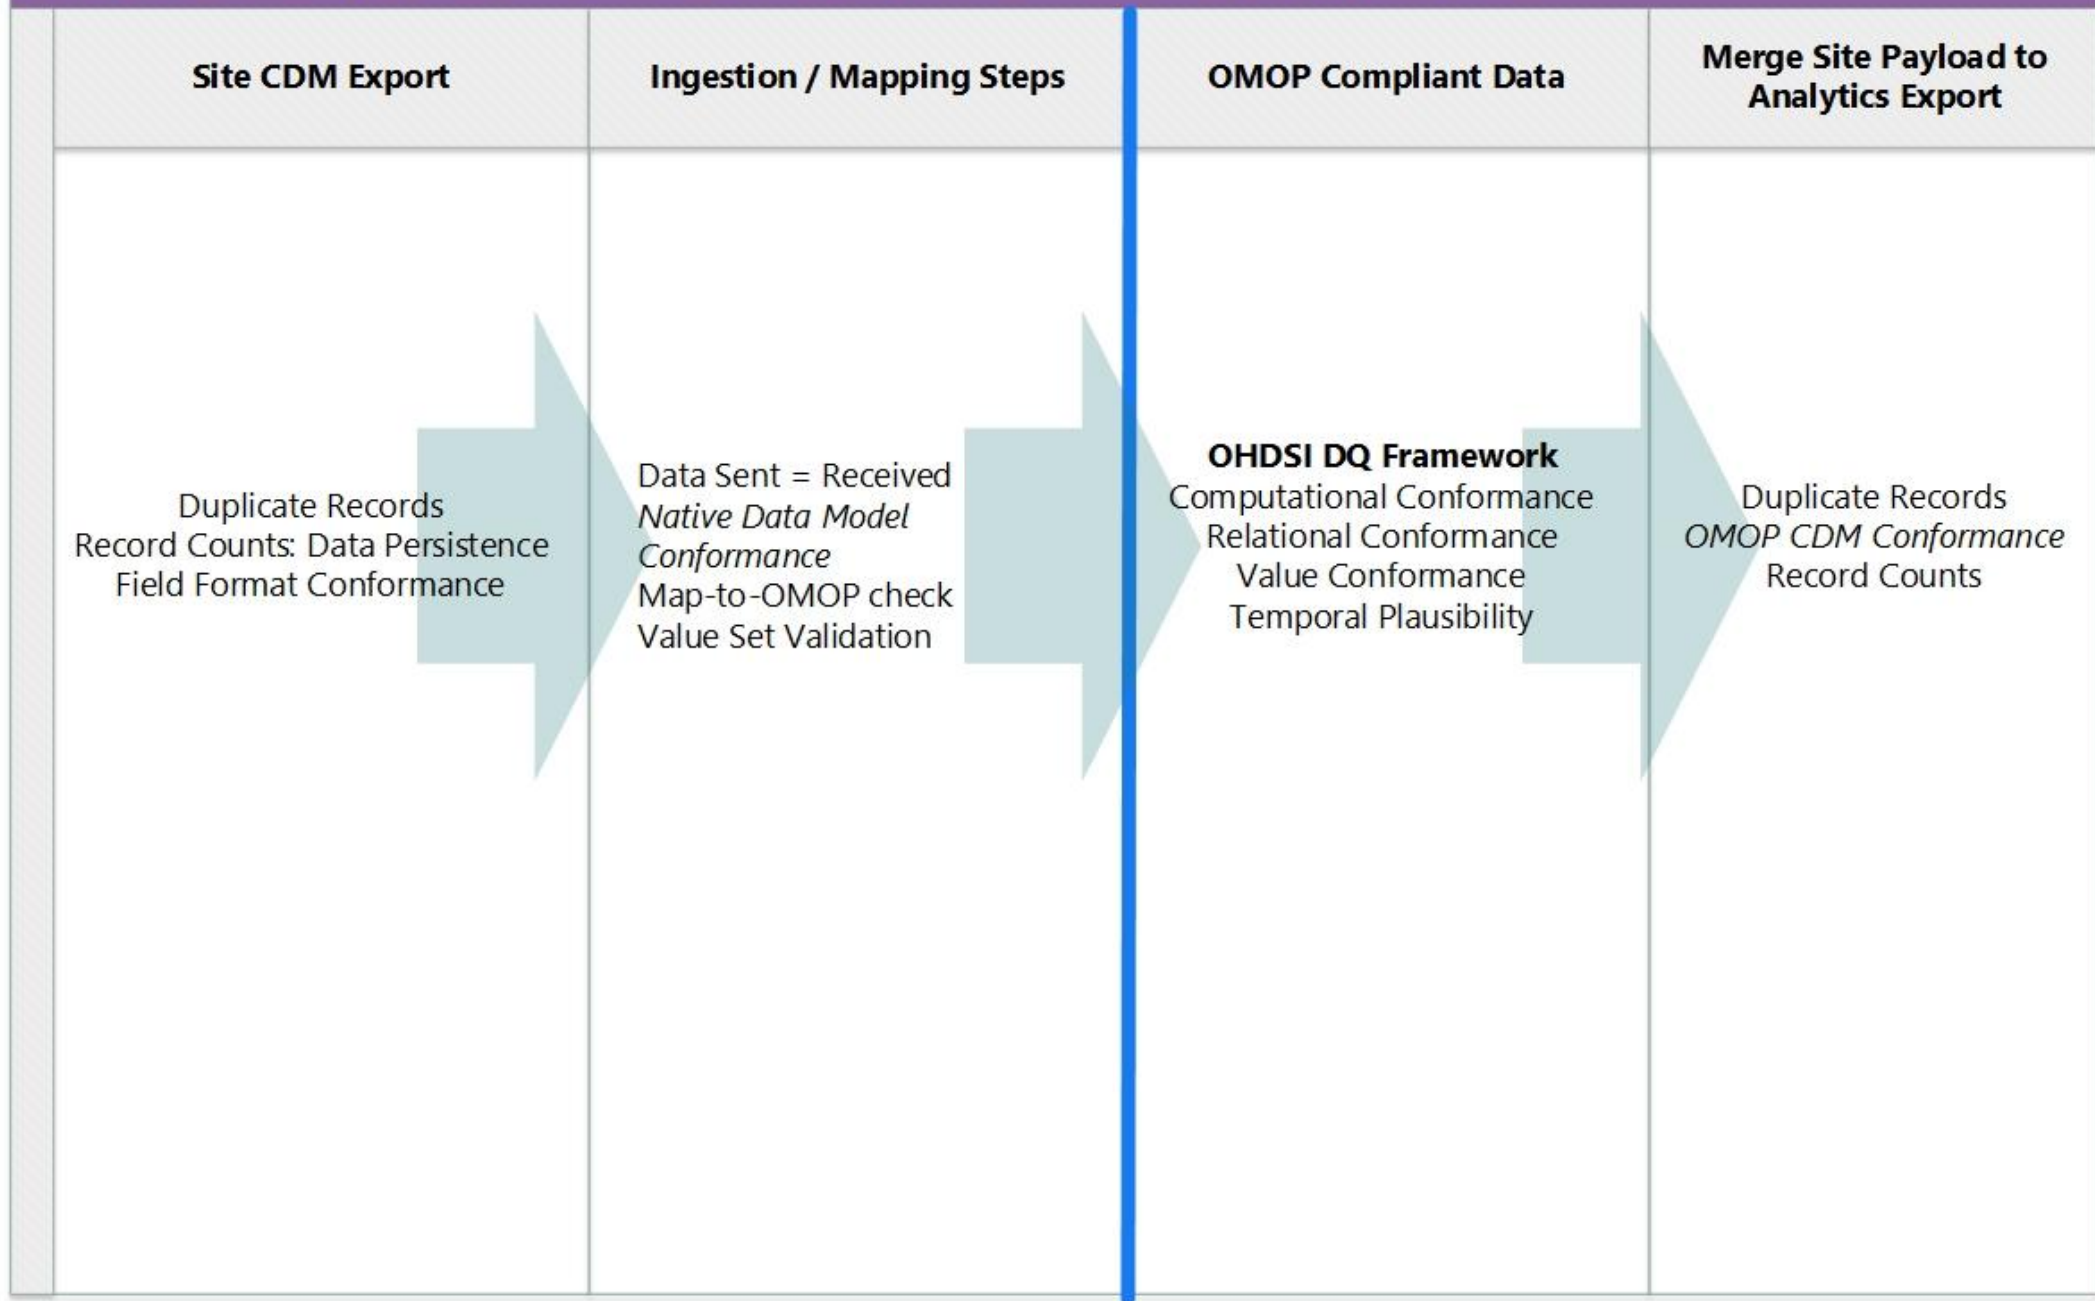 Site CDM Export
Ingestion / Mapping Steps
OMOP Compliant Data
Merge Site Payload to
Analytics Export
Duplicate Records
Record Counts: Data Persistence
Field Format Conformance
Data Sent = Received
Native Data Model
Conformance
Map-to-OMOP check
Value Set Validation
OHDSI DQ Framework
Computational Conformance
Relational Conformance
Value Conformance
Temporal Plausibility
Duplicate Records
OMOP CDM Conformance
Record Counts